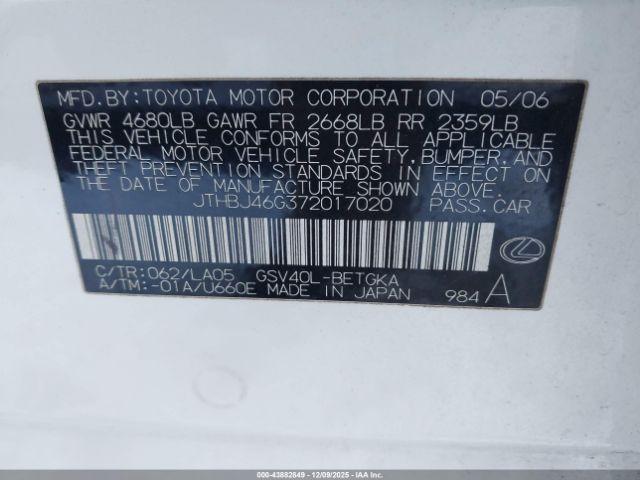 MFD.BY:TOYOTA MOTOR CORPORATION 05/06
GVWR 4680LB GAWR FR 2668LB RR 2359LB
THIS VEHICLE CONFORMS TO ALL APPLICABLE
FEDERAL MOTOR VEHICLE SAFETY, BUMPER, AND
THEFT PREVENTION STANDARDS IN EFFECT ON
THE DATE OF MANUFACTURE SHOWN ABOVE.
JTHBJ46G372017020 PASS.CAR
C/TR:062/LA05 GSV40L-BETGKA
A/TM:-01A/U660E MADE IN JAPAN 984 A
000-43882849 - 12/09/2025 - IAAI.COM